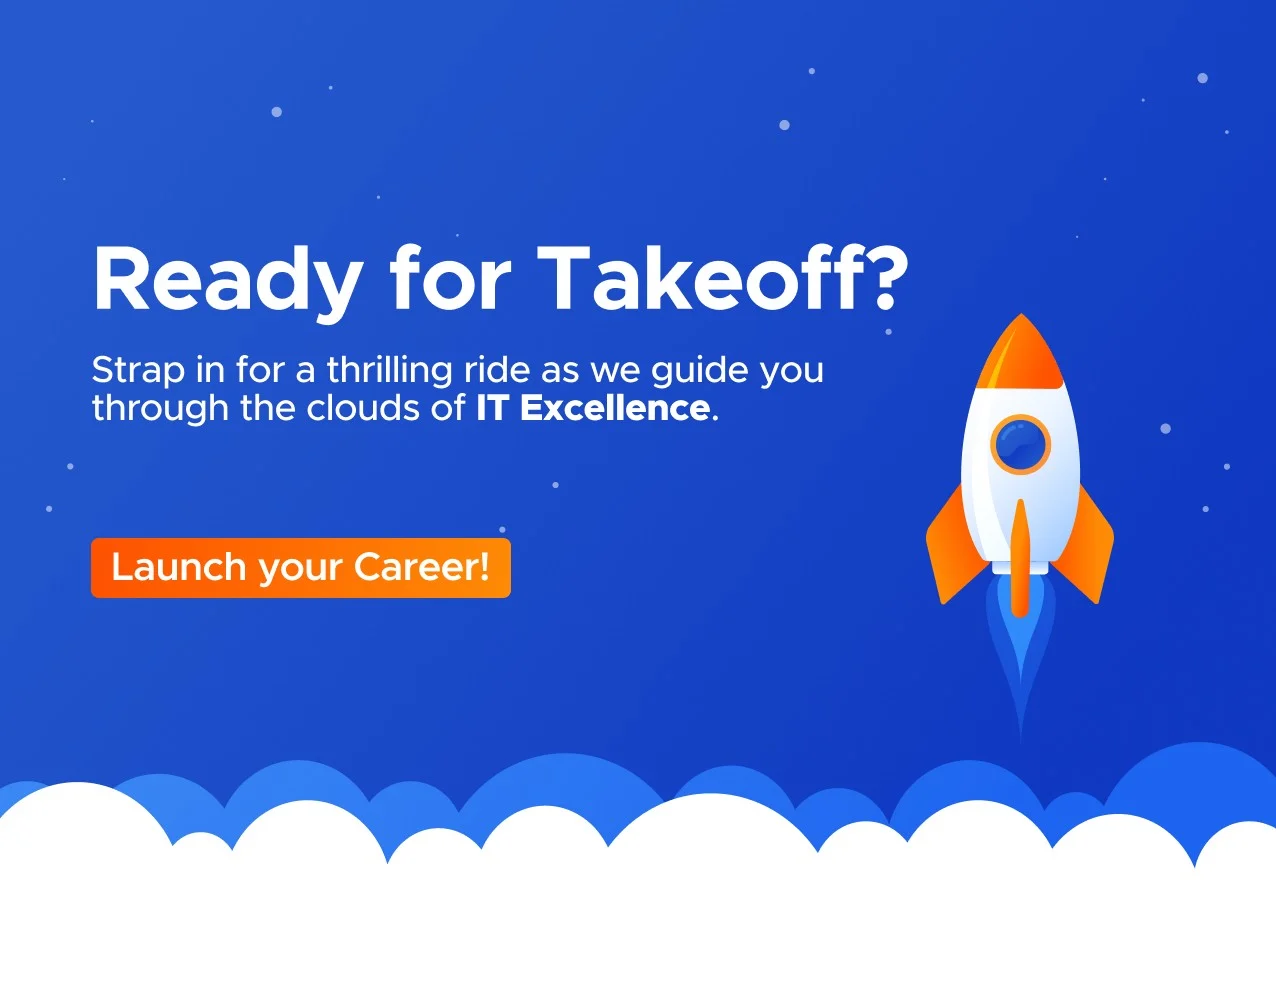 Ready for Takeoff?
Strap in for a thrilling ride as we guide you
through the clouds of IT Excellence.
Launch your Career!